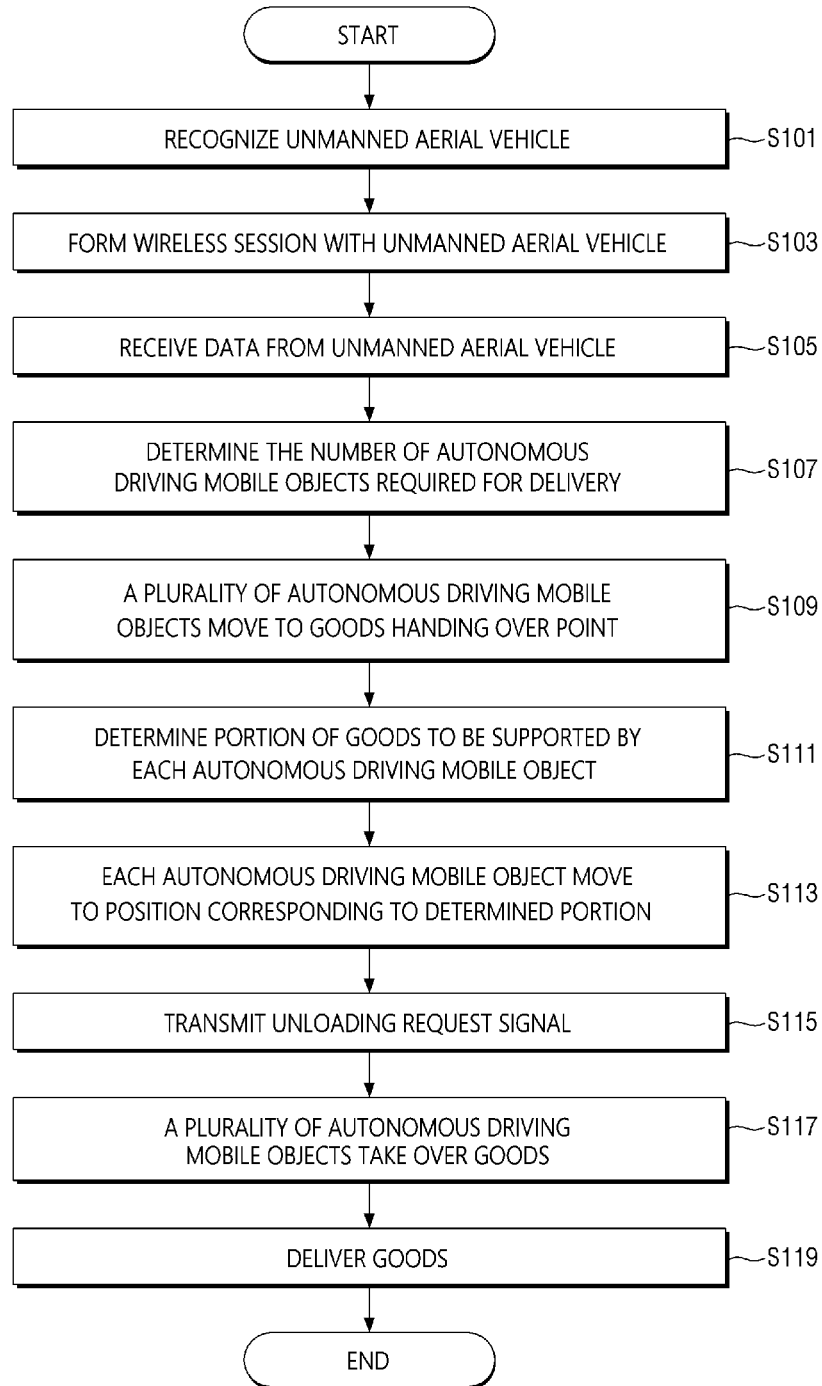 START
RECOGNIZE UNMANNED AERIAL VEHICLE
S101
FORM WIRELESS SESSION WITH UNMANNED AERIAL VEHICLE
S103
RECEIVE DATA FROM UNMANNED AERIAL VEHICLE
S105
DETERMINE THE NUMBER OF AUTONOMOUS
DRIVING MOBILE OBJECTS REQUIRED FOR DELIVERY
S107
A PLURALITY OF AUTONOMOUS DRIVING MOBILE
OBJECTS MOVE TO GOODS HANDING OVER POINT
S109
DETERMINE PORTION OF GOODS TO BE SUPPORTED BY
EACH AUTONOMOUS DRIVING MOBILE OBJECT
S111
EACH AUTONOMOUS DRIVING MOBILE OBJECT MOVE
TO POSITION CORRESPONDING TO DETERMINED PORTION
S113
TRANSMIT UNLOADING REQUEST SIGNAL
S115
A PLURALITY OF AUTONOMOUS DRIVING
MOBILE OBJECTS TAKE OVER GOODS
S117
DELIVER GOODS
S119
END